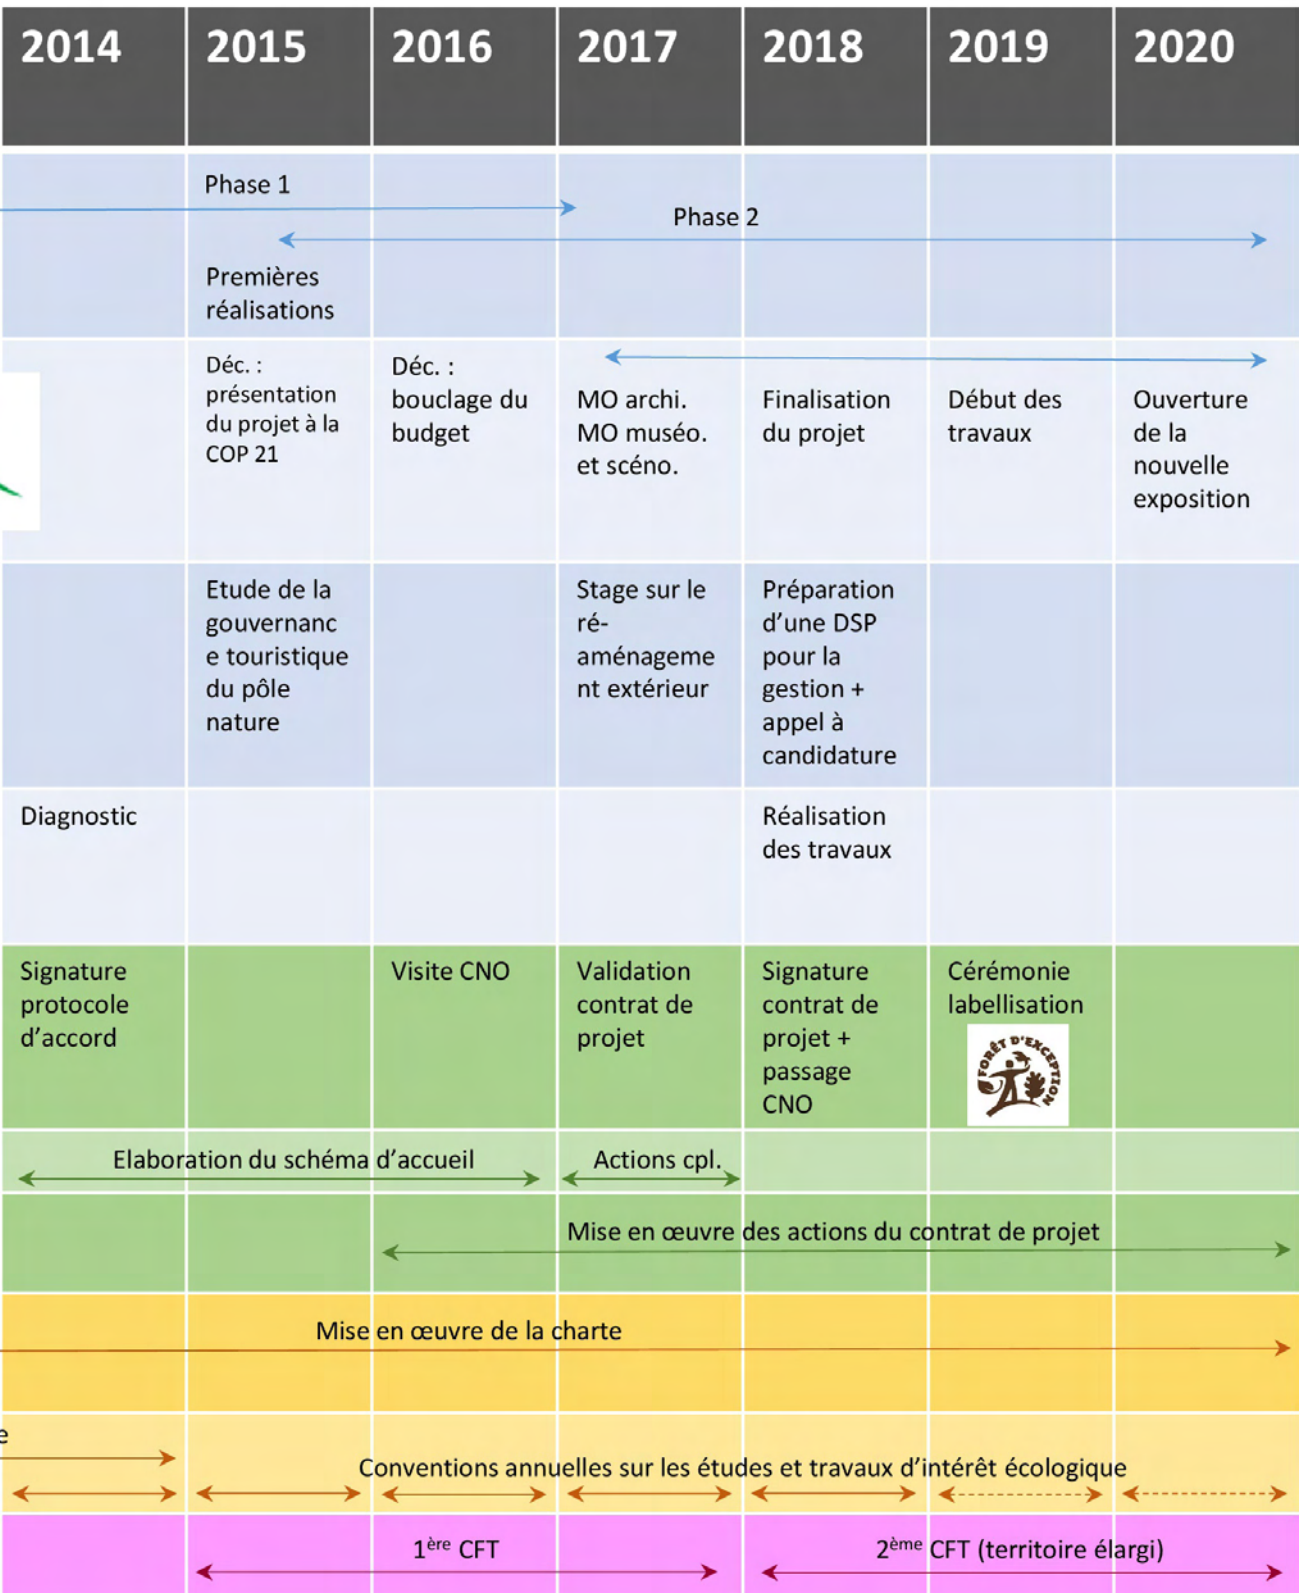 2014 2015 2016 2017 2018 2019 2020
Phase 1
Phase 2
Premières
réalisations
Déc. :
présentation
du projet à la
COP 21
Déc. :
bouclage du
budget
MO archi.
MO muséo.
et scéno.
Finalisation
du projet
Début des
travaux
Ouverture
de la
nouvelle
exposition
Etude de la
gouvernanc
e touristique
du pôle
nature
Stage sur le
ré-
aménageme
nt extérieur
Préparation
d’une DSP
pour la
gestion +
appel à
candidature
Diagnostic
Réalisation
des travaux
Signature
protocole
d’accord
Visite CNO
Validation
contrat de
projet
Signature
contrat de
projet +
passage
CNO
Cérémonie
labellisation
FORÊT D'EXCEPTION
Elaboration du schéma d’accueil
Actions cpl.
Mise en œuvre des actions du contrat de projet
Mise en œuvre de la charte
e
Conventions annuelles sur les études et travaux d’intérêt écologique
1ère CFT
2ème CFT (territoire élargi)